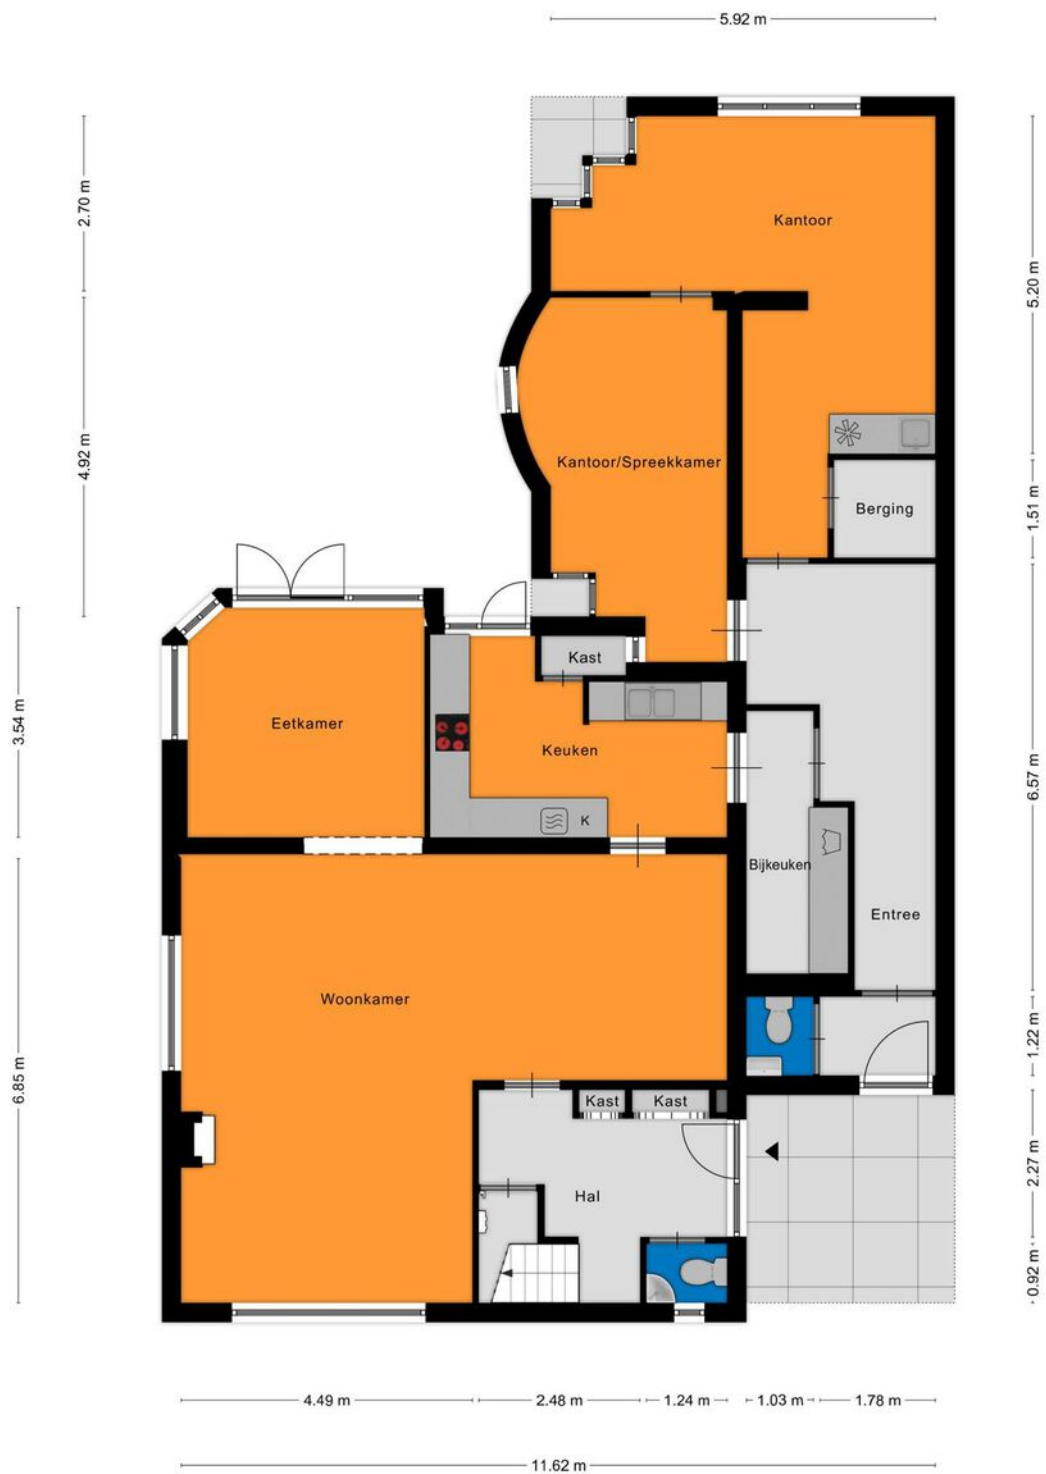 5.92 m
2.70 m
Kantoor
5.20 m
4.92 m
Kantoor/Spreekkamer
Berging
1.51 m
Kast
Eetkamer
3.54 m
Keuken
6.57 m
K
Bijkeuken
Entree
Woonkamer
1.22 m
6.85 m
Kast
Kast
Hal
2.27 m
0.92 m
4.49 m
2.48 m
1.24 m
1.03 m
1.78 m
11.62 m